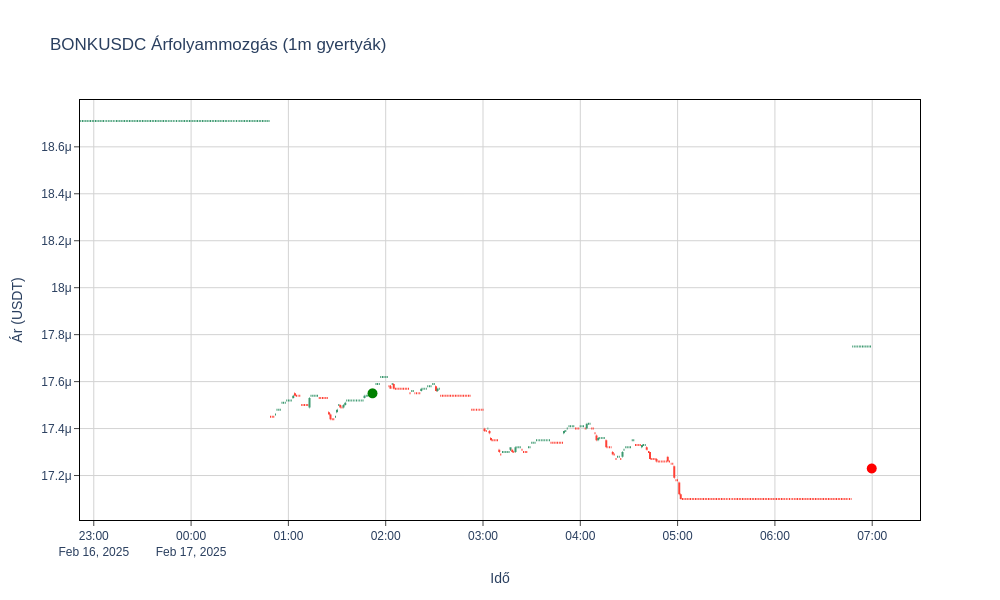 BONKUSDC Árfolyammozgás (1m gyertyák)
18.6μ
18.4μ
18.2μ
18μ
17.8μ
17.6μ
17.4μ
17.2μ
Ár (USDT)
23:00 00:00 01:00 02:00 03:00 04:00 05:00 06:00 07:00
Feb 16, 2025 Feb 17, 2025
Idő